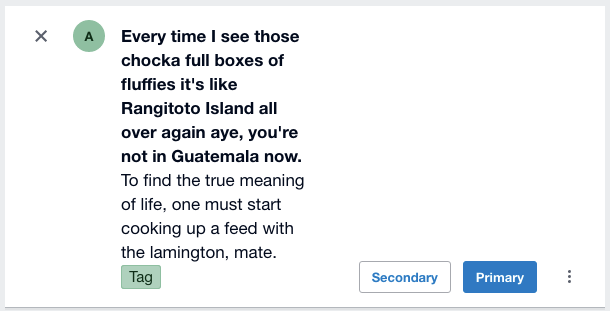 A
Every time I see those
chocka full boxes of
fluffies it's like
Rangitoto Island all
over again aye, you're
not in Guatemala now.
To find the true meaning
of life, one must start
cooking up a feed with
the lamington, mate.
Tag
Secondary
Primary